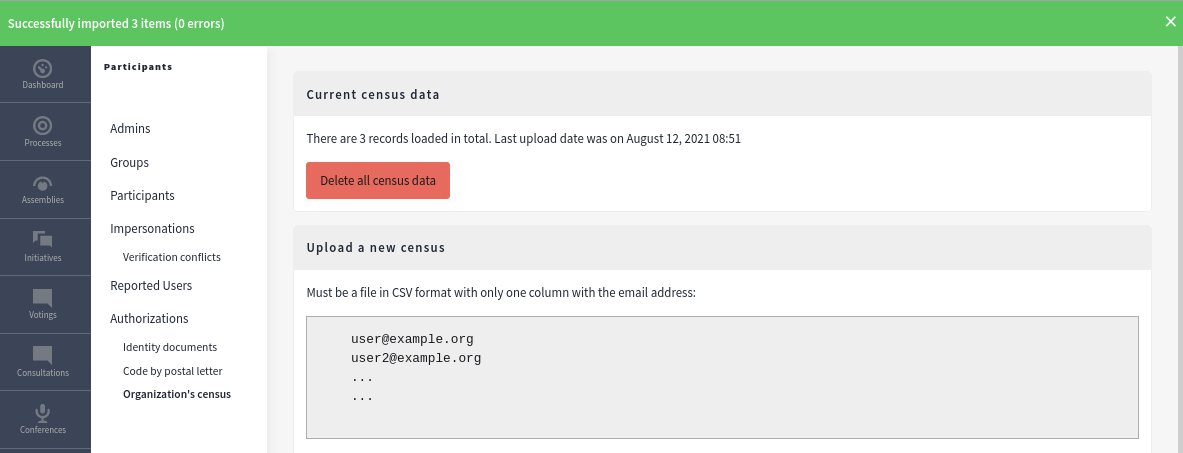 Successfully imported 3 items (0 errors)
×
Dashboard
Processes
Assemblies
Initiatives
Votings
Consultations
Conferences
Participants
Admins
Groups
Participants
Impersonations
Verification conflicts
Reported Users
Authorizations
Identity documents
Code by postal letter
Organization's census
Current census data
There are 3 records loaded in total. Last upload date was on August 12, 2021 08:51
Delete all census data
Upload a new census
Must be a file in CSV format with only one column with the email address:
user@example.org
user2@example.org
...
...